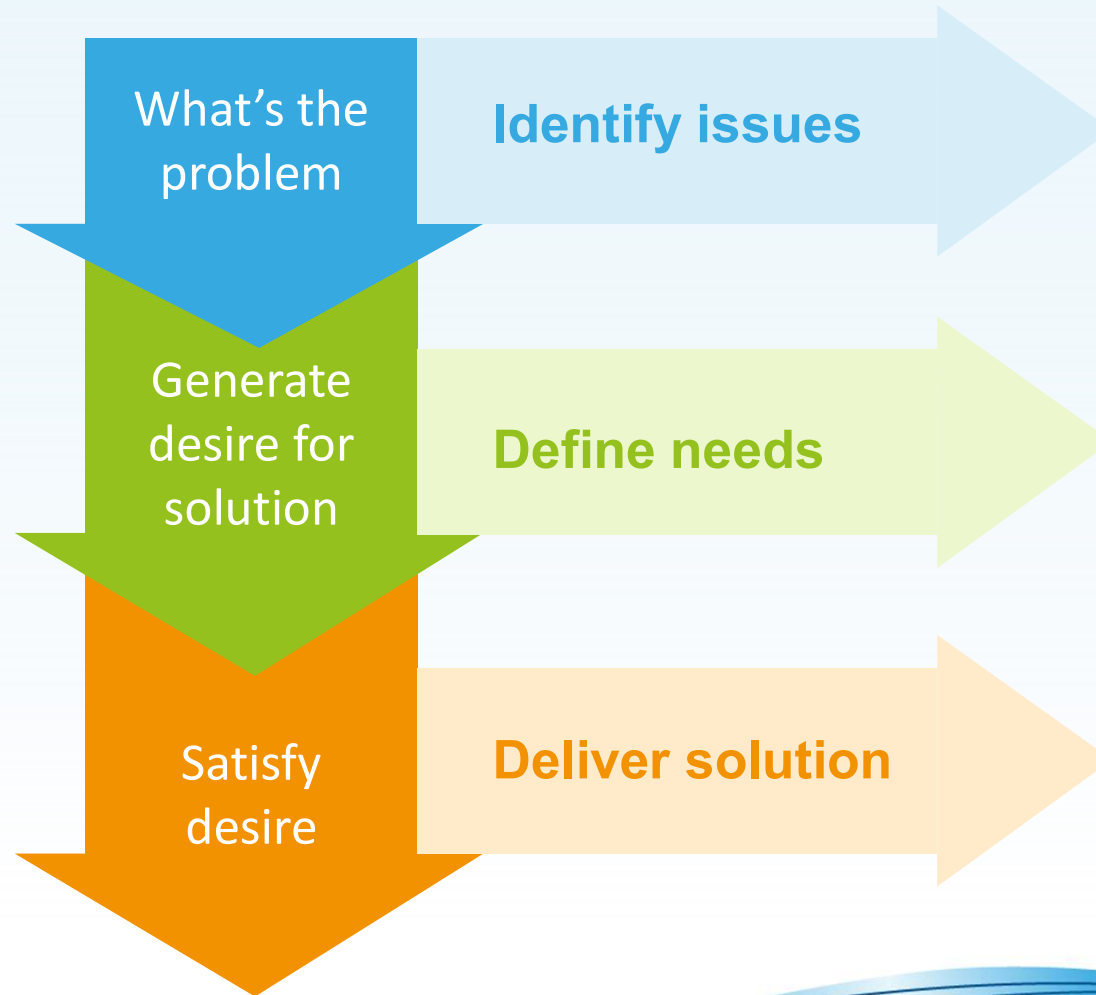 What’s the
problem
Identify issues
Generate
desire for
solution
Define needs
Satisfy
desire
Deliver solution